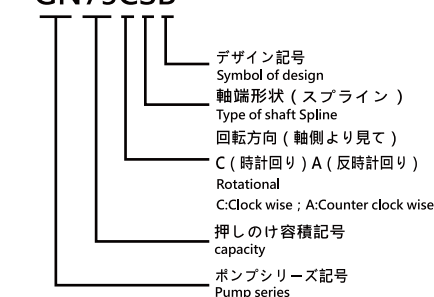 GN75CSB
デザイン記号
Symbol of design
軸端形状(スプライン)
Type of shaft Spline
回転方向(軸側より見て)
C(時計回り)A(反時計回り)
Rotational
C:Clock wise ; A:Counter clock wise
押しのけ容積記号
capacity
ポンプシリーズ記号
Pump series